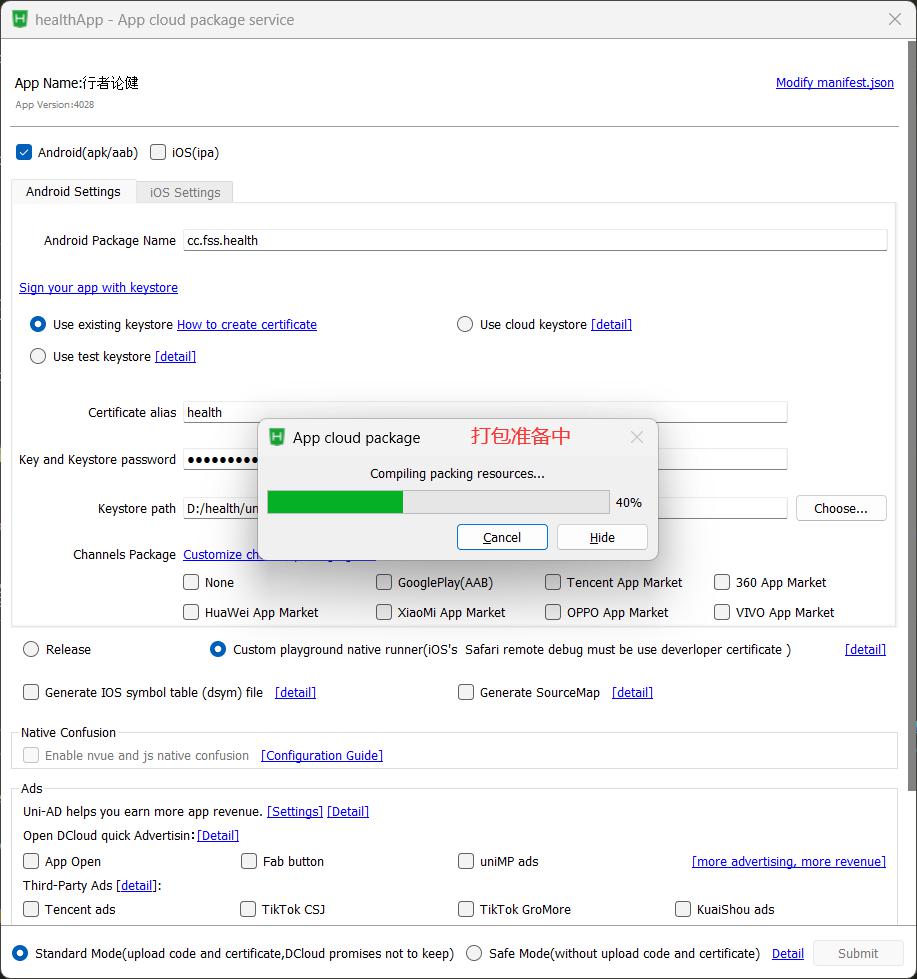 healthApp - App cloud package service
App Name:行者论健
Modify manifest.json
App Version:4028
Android(apk/aab)
iOS(ipa)
Android Settings
iOS Settings
Android Package Name
cc.fss.health
Sign your app with keystore
Use existing keystore How to create certificate
Use cloud keystore [detail]
Use test keystore [detail]
Certificate alias
health
App cloud package
打包准备中
Key and Keystore password
●●●●●●●●●
Compiling packing resources...
40%
Keystore path
D:/health/un
Choose...
Cancel
Hide
Channels Package
Customize ch
None
GooglePlay(AAB)
Tencent App Market
360 App Market
HuaWei App Market
XiaoMi App Market
OPPO App Market
VIVO App Market
Release
Custom playground native runner(iOS's  Safari remote debug must be use deverloper certificate )
[detail]
Generate IOS symbol table (dsym) file
[detail]
Generate SourceMap
[detail]
Native Confusion
Enable nvue and js native confusion
[Configuration Guide]
Ads
Uni-AD helps you earn more app revenue. [Settings] [Detail]
Open DCloud quick Advertisin:[Detail]
App Open
Fab button
uniMP ads
[more advertising, more revenue]
Third-Party Ads [detail]:
Tencent ads
TikTok CSJ
TikTok GroMore
KuaiShou ads
Standard Mode(upload code and certificate,DCloud promises not to keep)
Safe Mode(without upload code and certificate)
Detail
Submit